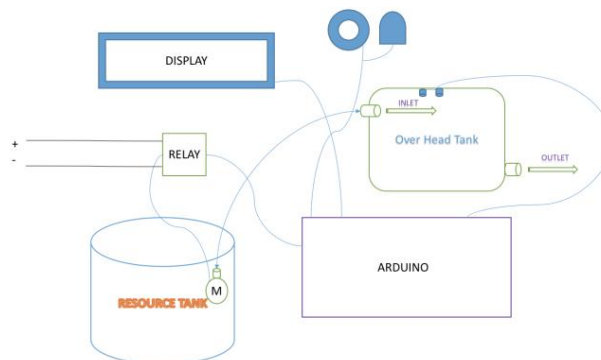 DISPLAY
INLET
+
-
RELAY
Over Head Tank
OUTLET
ARDUINO
M
RESOURCE TANK